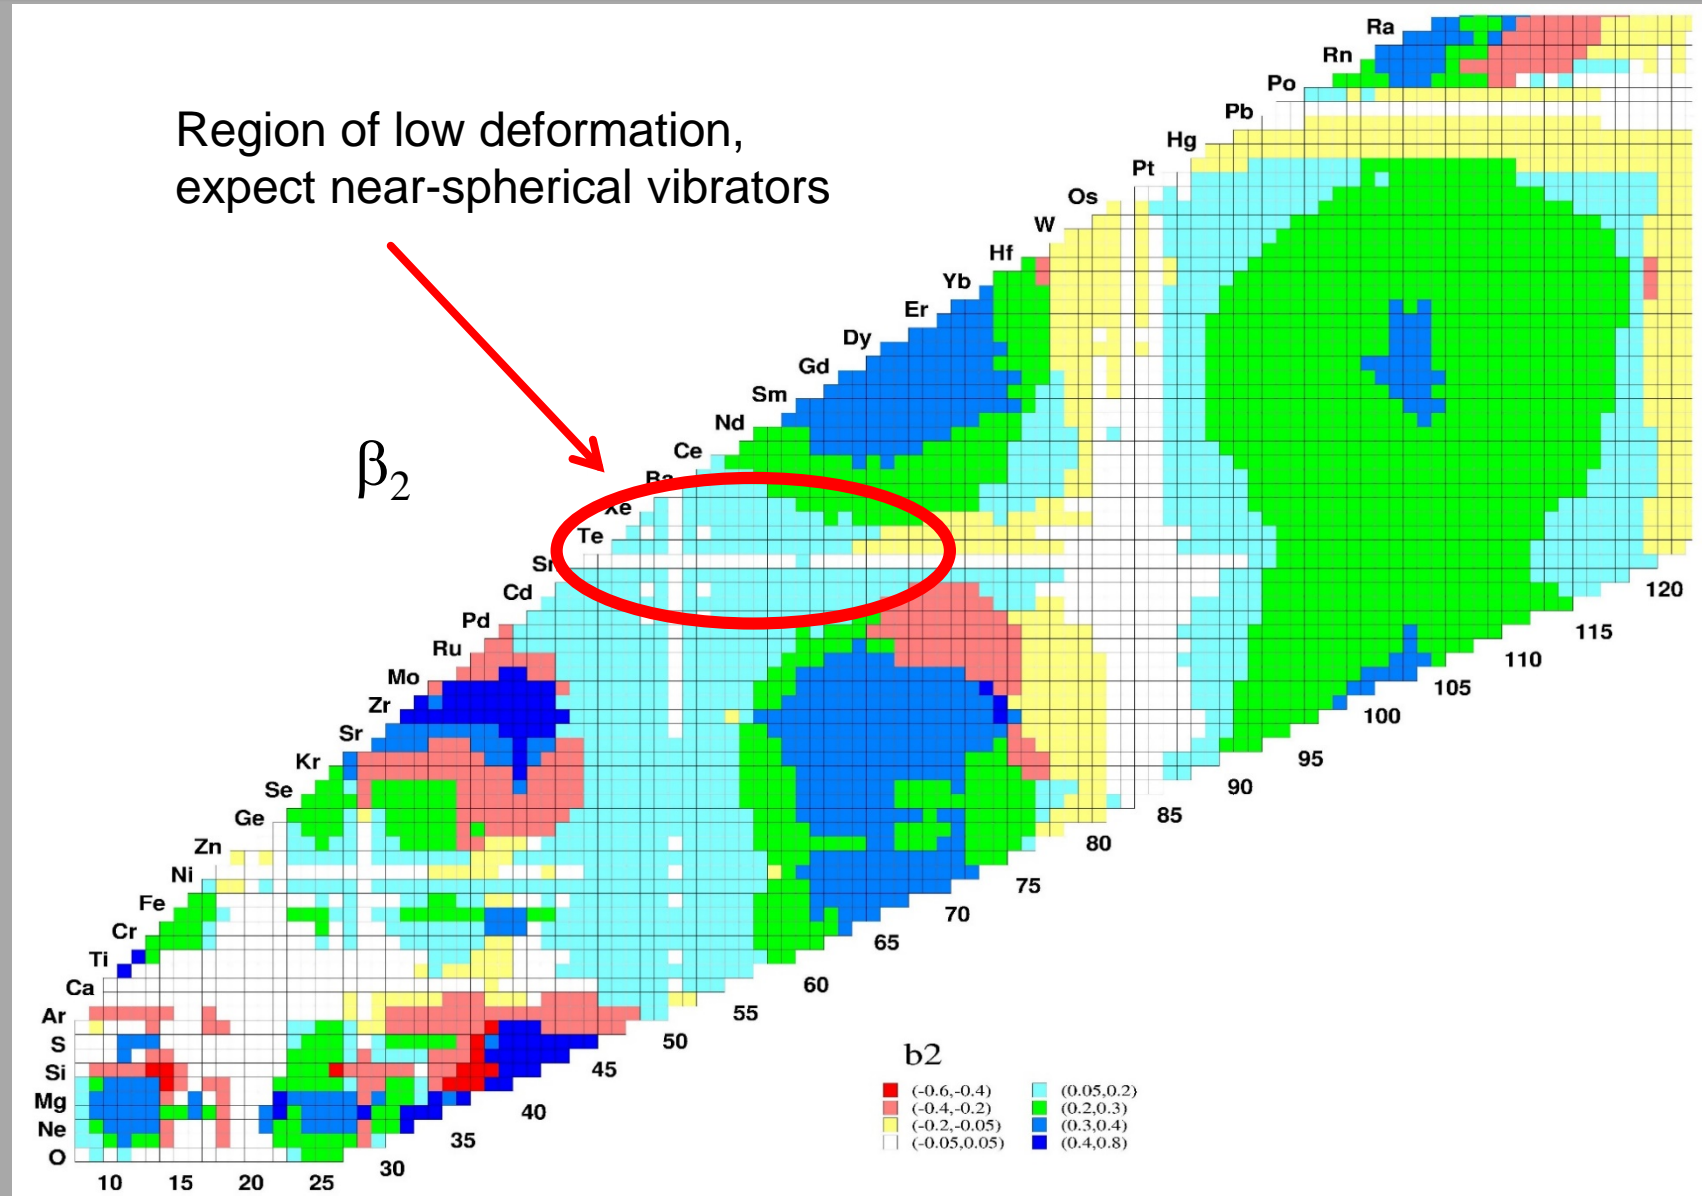 Region of low deformation,
expect near-spherical vibrators
β2
Ra
Rn
Po
Pb
Hg
Pt
Os
W
Hf
Yb
Er
Dy
Gd
Sm
Nd
Ce
Ba
Xe
Te
Sn
Cd
Pd
Ru
Mo
Zr
Sr
Kr
Se
Ge
Zn
Ni
Fe
Cr
Ti
Ca
Ar
S
Si
Mg
Ne
O
10
15
20
25
30
35
40
45
50
55
60
65
70
75
80
85
90
95
100
105
110
115
120
b2
(-0.6,-0.4)
(-0.4,-0.2)
(-0.2,-0.05)
(-0.05,0.05)
(0.05,0.2)
(0.2,0.3)
(0.3,0.4)
(0.4,0.8)